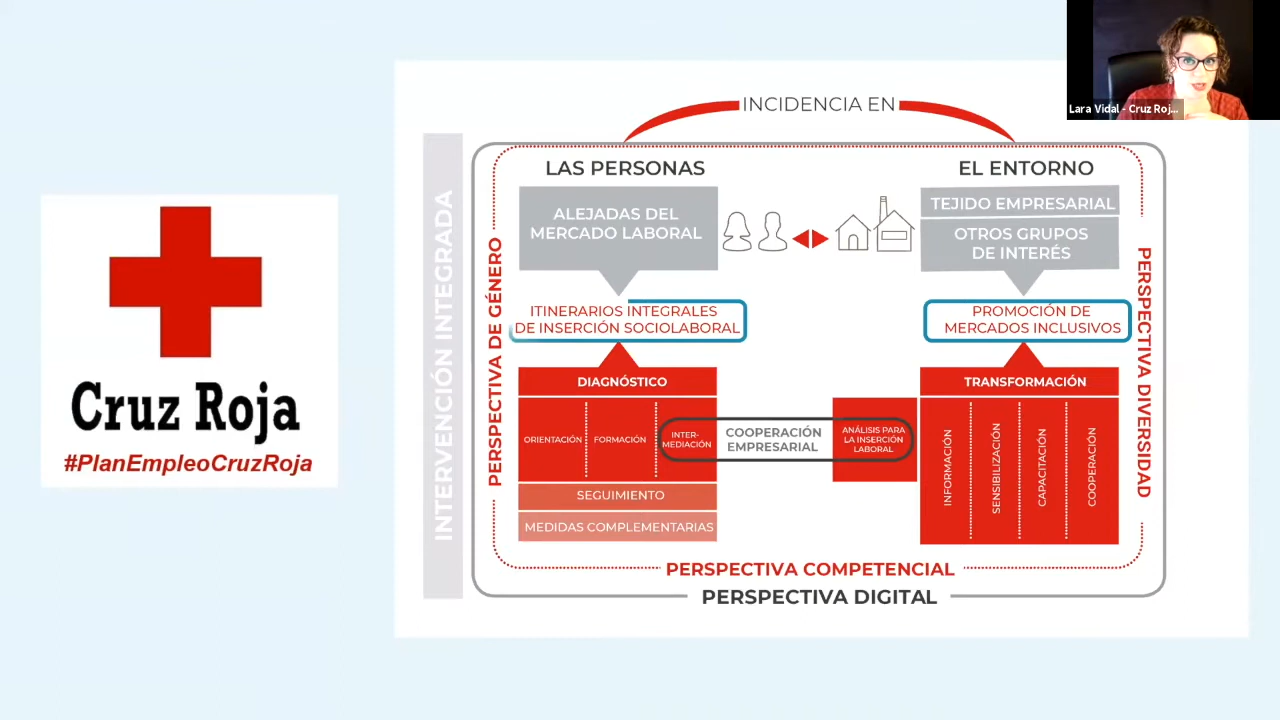 Lara Vidal - Cruz Roj...
Cruz Roja
#PlanEmpleoCruzRoja
INTERVENCIÓN INTEGRADA
INCIDENCIA EN
LAS PERSONAS
ALEJADAS DEL
MERCADO LABORAL
EL ENTORNO
TEJIDO EMPRESARIAL
OTROS GRUPOS
DE INTERÉS
PERSPECTIVA DE GÉNERO
PERSPECTIVA DIVERSIDAD
ITINERARIOS INTEGRALES
DE INSERCIÓN SOCIOLABORAL
PROMOCIÓN DE
MERCADOS INCLUSIVOS
DIAGNÓSTICO
ORIENTACIÓN
FORMACIÓN
INTER-
MEDIACIÓN
COOPERACIÓN
EMPRESARIAL
ANÁLISIS PARA
LA INSERCIÓN
LABORAL
SEGUIMIENTO
MEDIDAS COMPLEMENTARIAS
TRANSFORMACIÓN
INFORMACIÓN
SENSIBILIZACIÓN
CAPACITACIÓN
COOPERACIÓN
PERSPECTIVA COMPETENCIAL
PERSPECTIVA DIGITAL